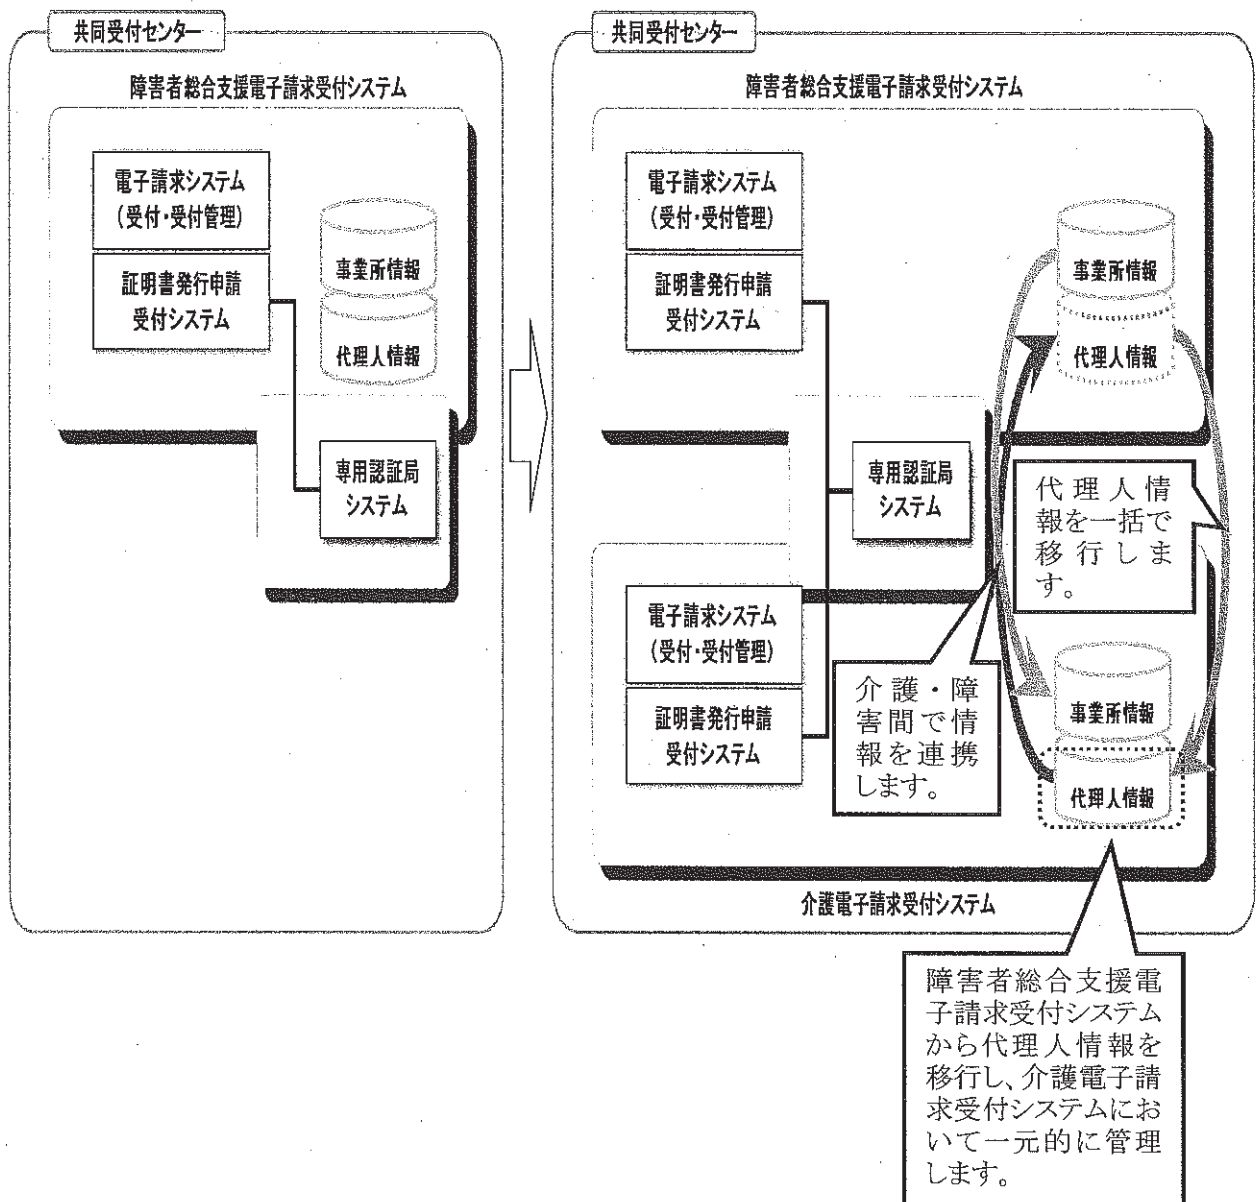 共同受付センター
障害者総合支援電子請求受付システム
電子請求システム
(受付・受付管理)
証明書発行申請
受付システム
事業所情報
代理人情報
専用認証局
システム
共同受付センター
障害者総合支援電子請求受付システム
電子請求システム
(受付・受付管理)
証明書発行申請
受付システム
事業所情報
代理人情報
専用認証局
システム
代理人情
報を一括で
移行しま
す。
電子請求システム
(受付・受付管理)
証明書発行申請
受付システム
介護・障
害間で情
報を連携
します。
事業所情報
代理人情報
介護電子請求受付システム
障害者総合支援電
子請求受付システム
から代理人情報を
移行し、介護電子請
求受付システムにお
いて一元的に管理
します。